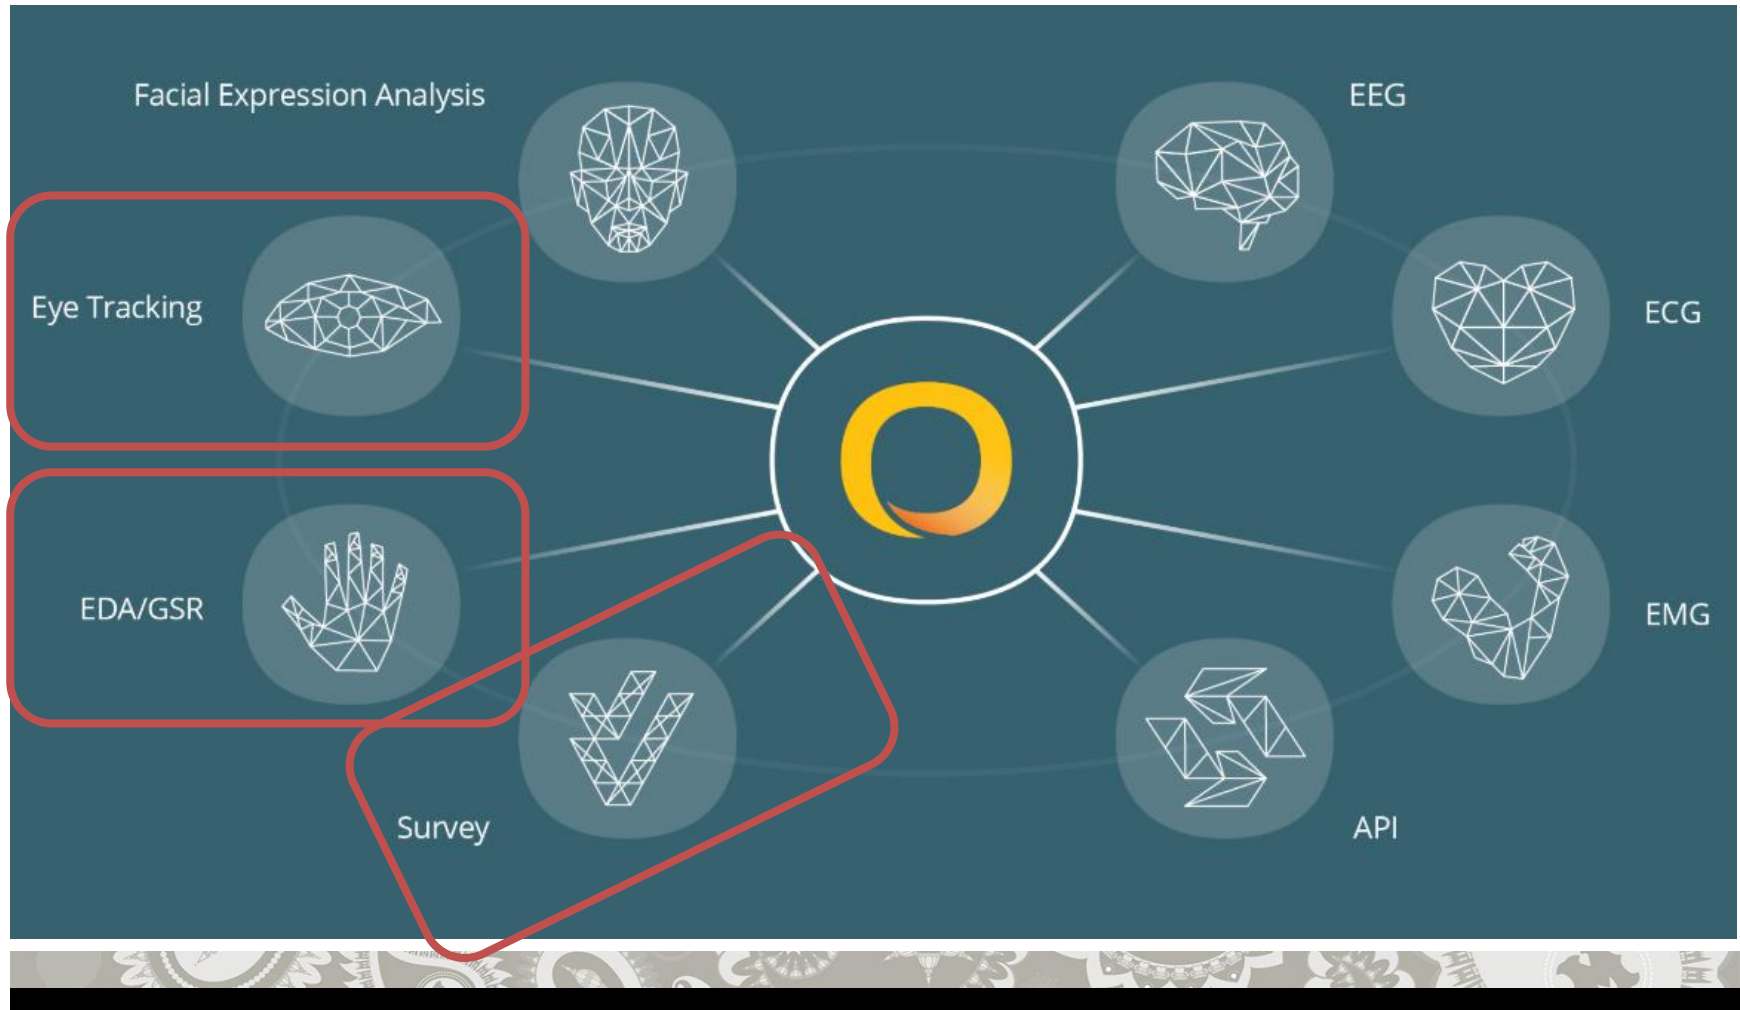 Facial Expression Analysis
EEG
Eye Tracking
ECG
EDA/GSR
EMG
Survey
API